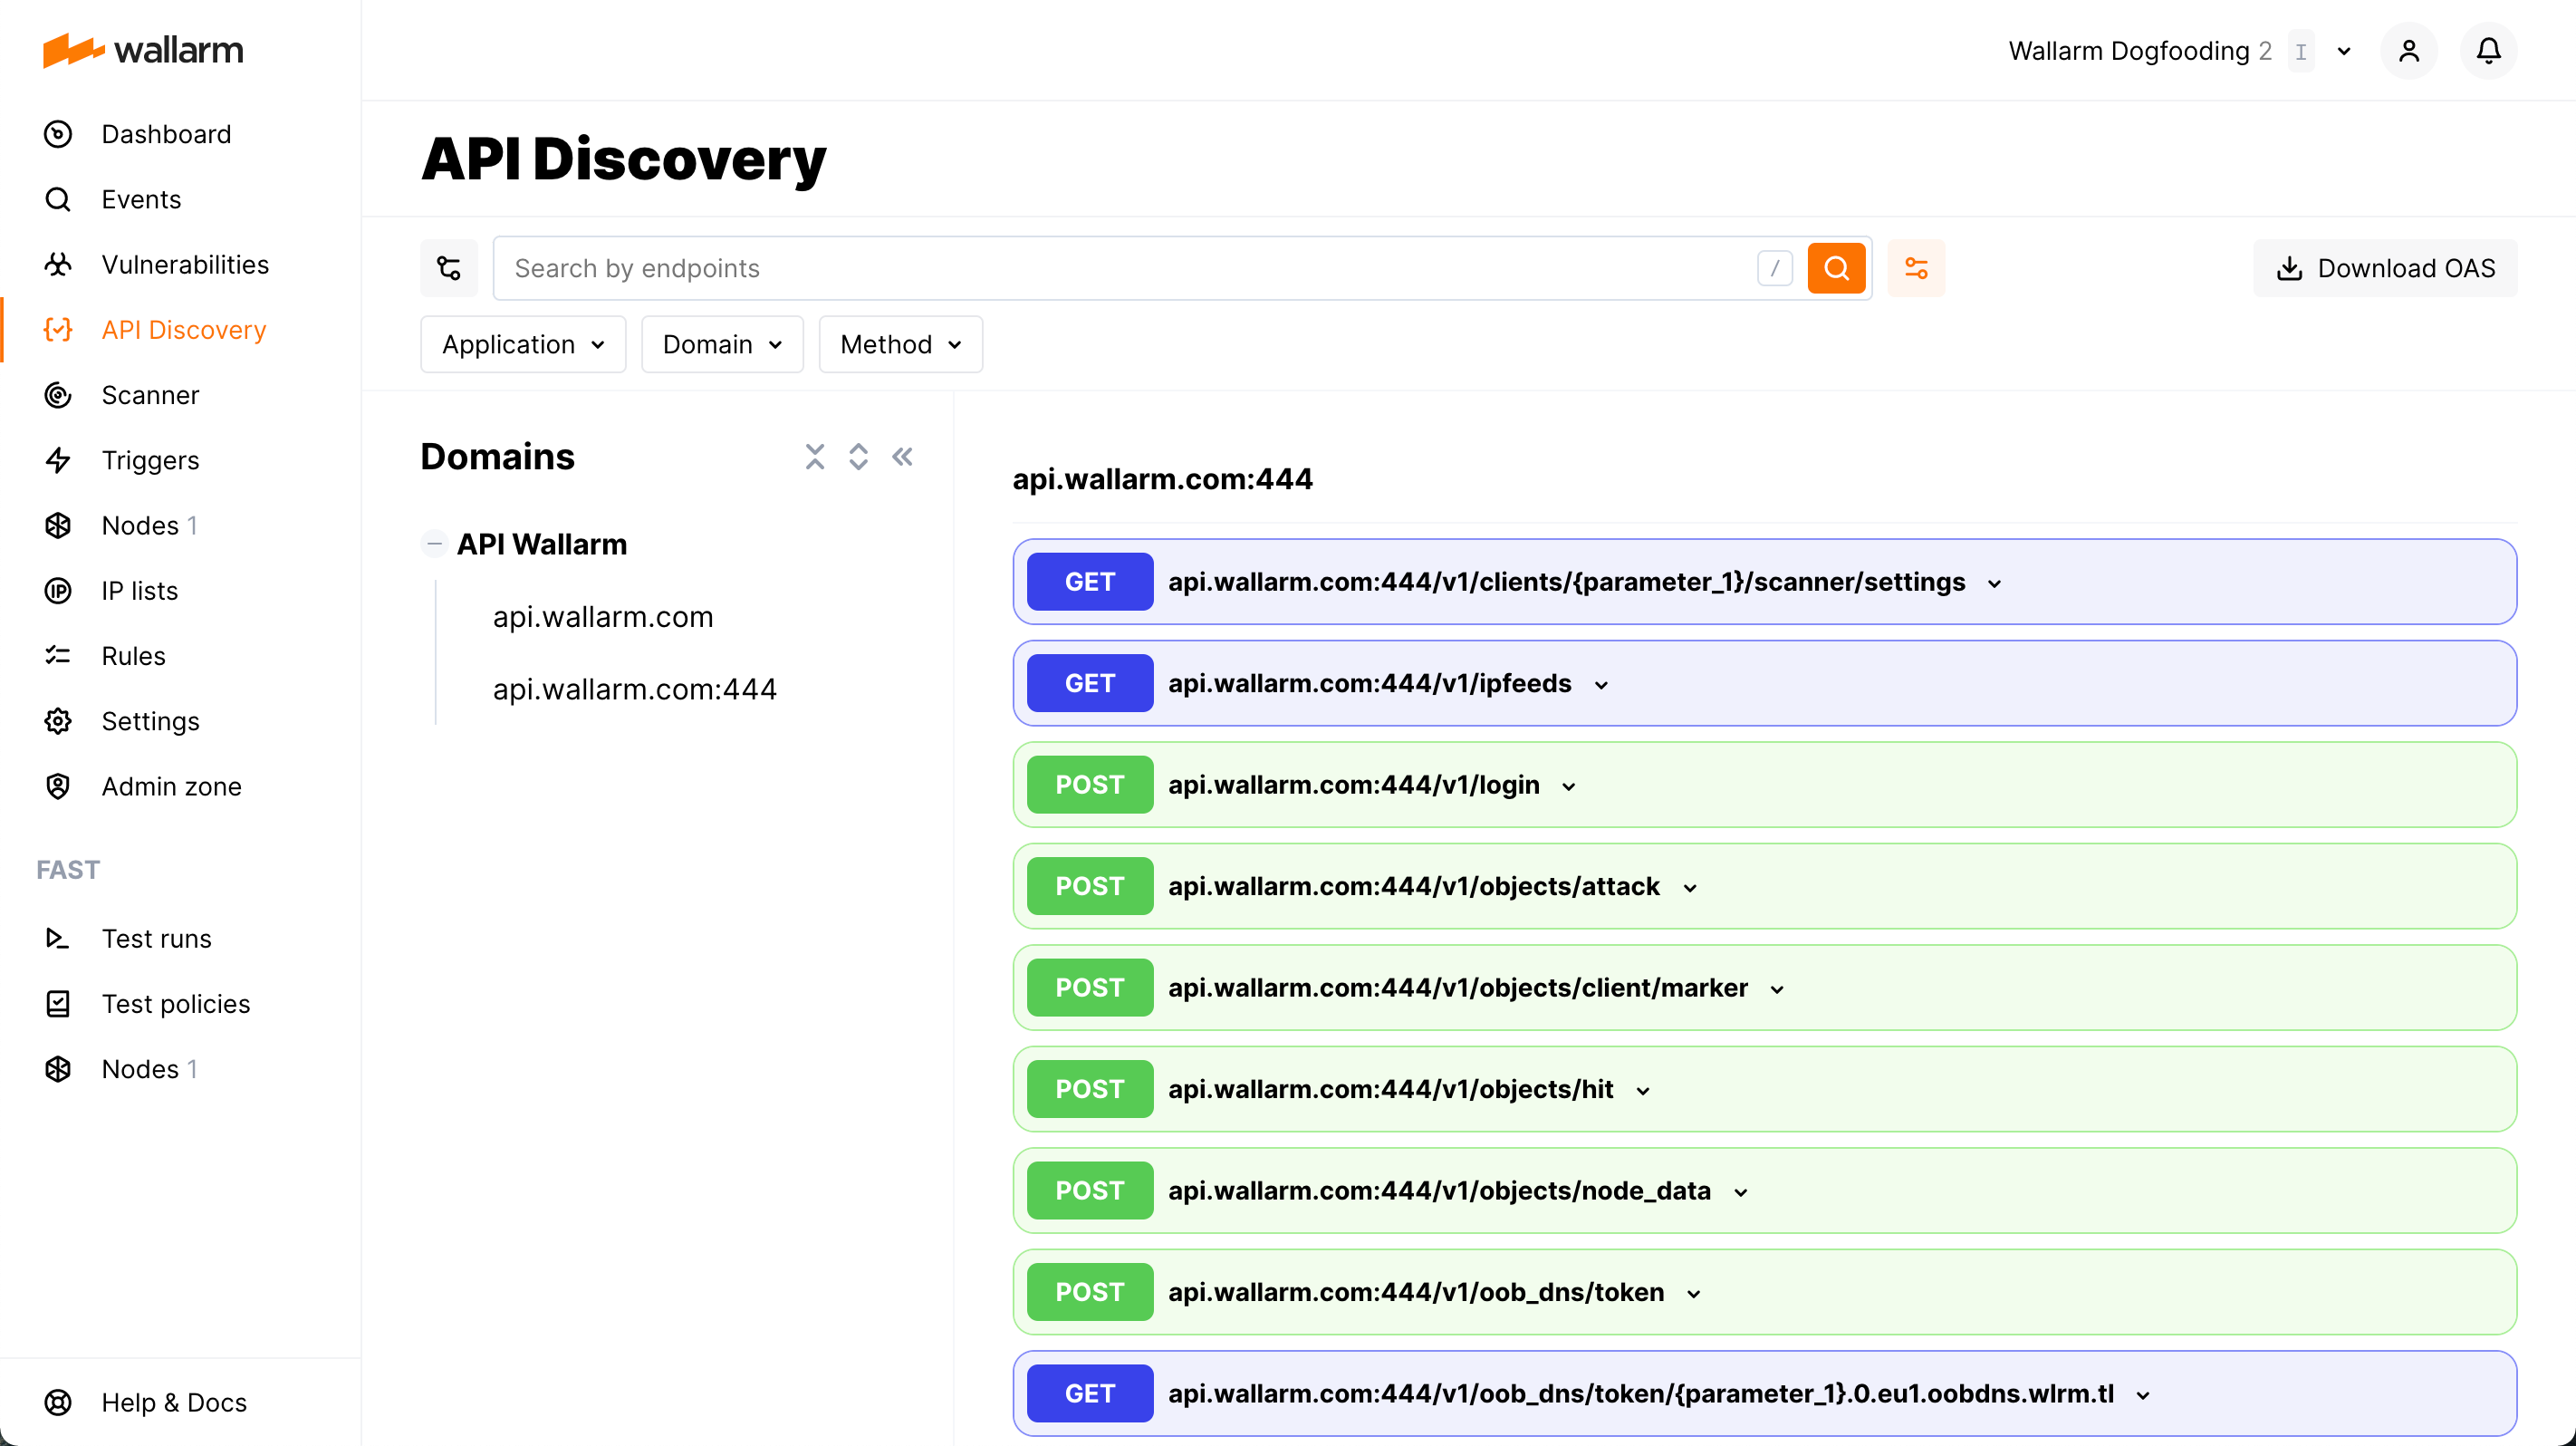 wallarm
Dashboard
Events
Vulnerabilities
API Discovery
Scanner
Triggers
Nodes 1
IP lists
Rules
Settings
Admin zone
FAST
Test runs
Test policies
Nodes 1
Help & Docs
Wallarm Dogfooding 2 I
API Discovery
Search by endpoints /
Download OAS
Application Domain Method
Domains
API Wallarm
api.wallarm.com
api.wallarm.com:444
api.wallarm.com:444
GET api.wallarm.com:444/v1/clients/{parameter_1}/scanner/settings
GET api.wallarm.com:444/v1/ipfeeds
POST api.wallarm.com:444/v1/login
POST api.wallarm.com:444/v1/objects/attack
POST api.wallarm.com:444/v1/objects/client/marker
POST api.wallarm.com:444/v1/objects/hit
POST api.wallarm.com:444/v1/objects/node_data
POST api.wallarm.com:444/v1/oob_dns/token
GET api.wallarm.com:444/v1/oob_dns/token/{parameter_1}.0.eu1.oobdns.wlrm.tl